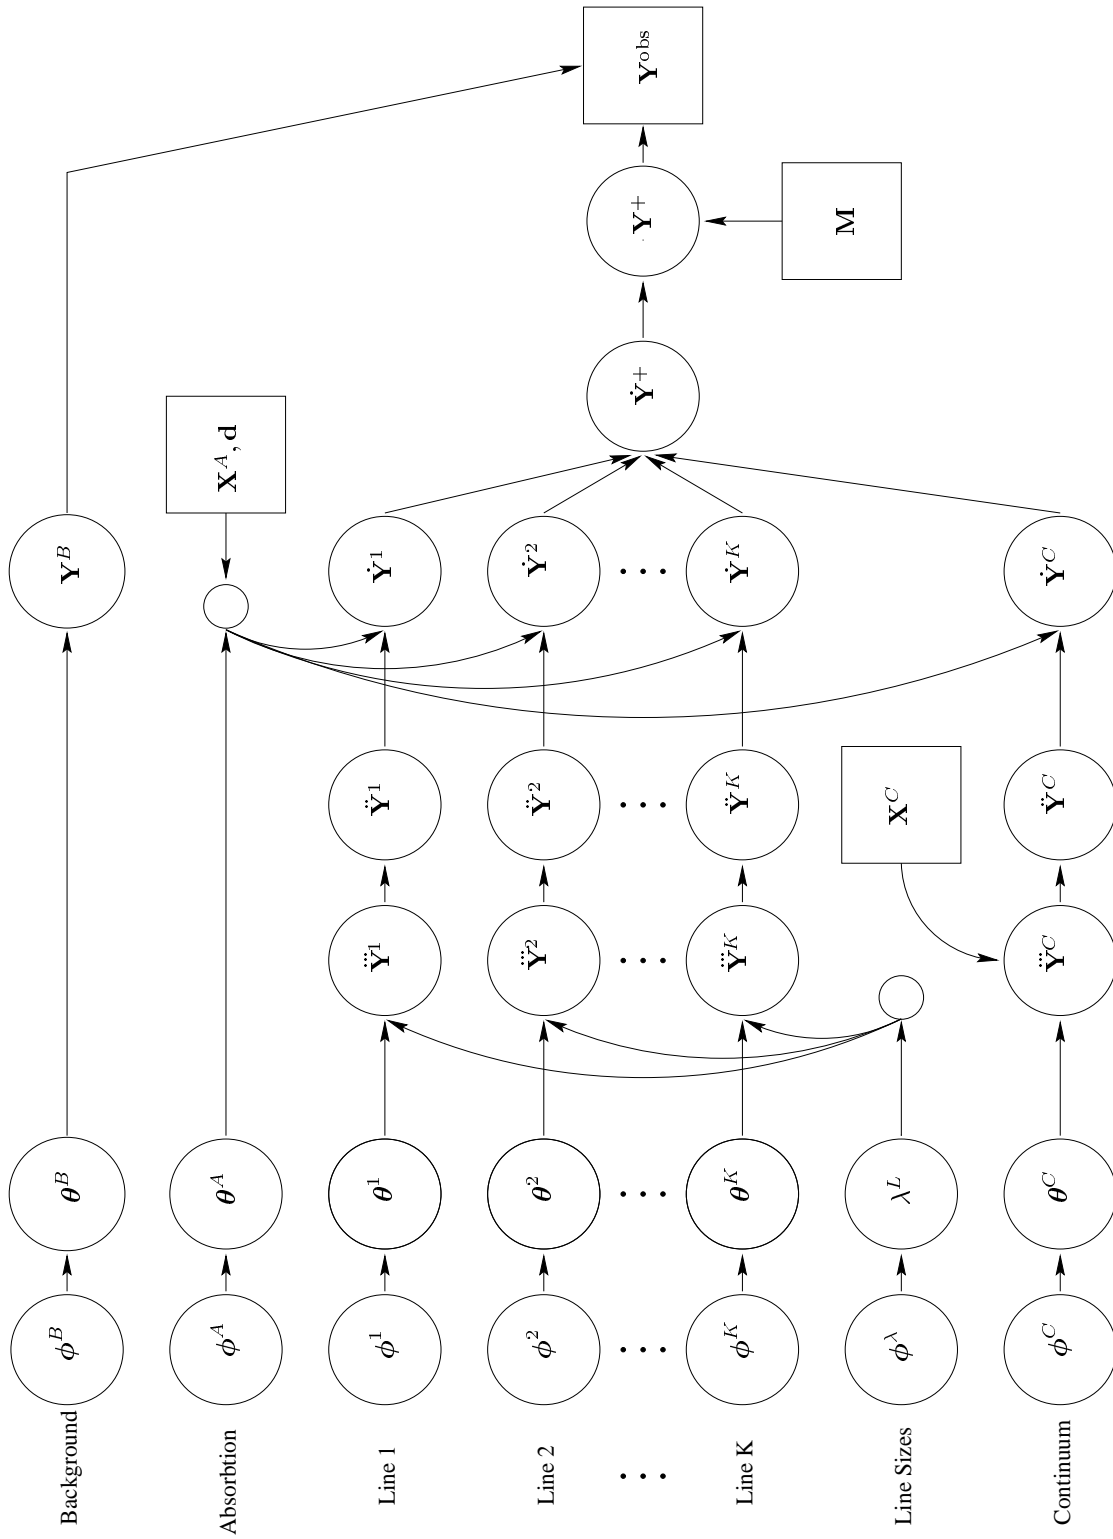 Background ϕ^B θ^B Y^B
Absorbtion ϕ^A θ^A X^A, d
Line 1 ϕ^1 θ^1 Y⃛^1 Ÿ^1 Ẏ^1
Line 2 ϕ^2 θ^2 Y⃛^2 Ÿ^2 Ẏ^2
. . . . . . . . . . . . . . . . . . Ẏ^+ Y^+ Y^obs
Line K ϕ^K θ^K Y⃛^K Ÿ^K Ẏ^K
Line Sizes ϕ^λ λ^L X^C M
Continuum ϕ^C θ^C Y⃛^C Ÿ^C Ẏ^C